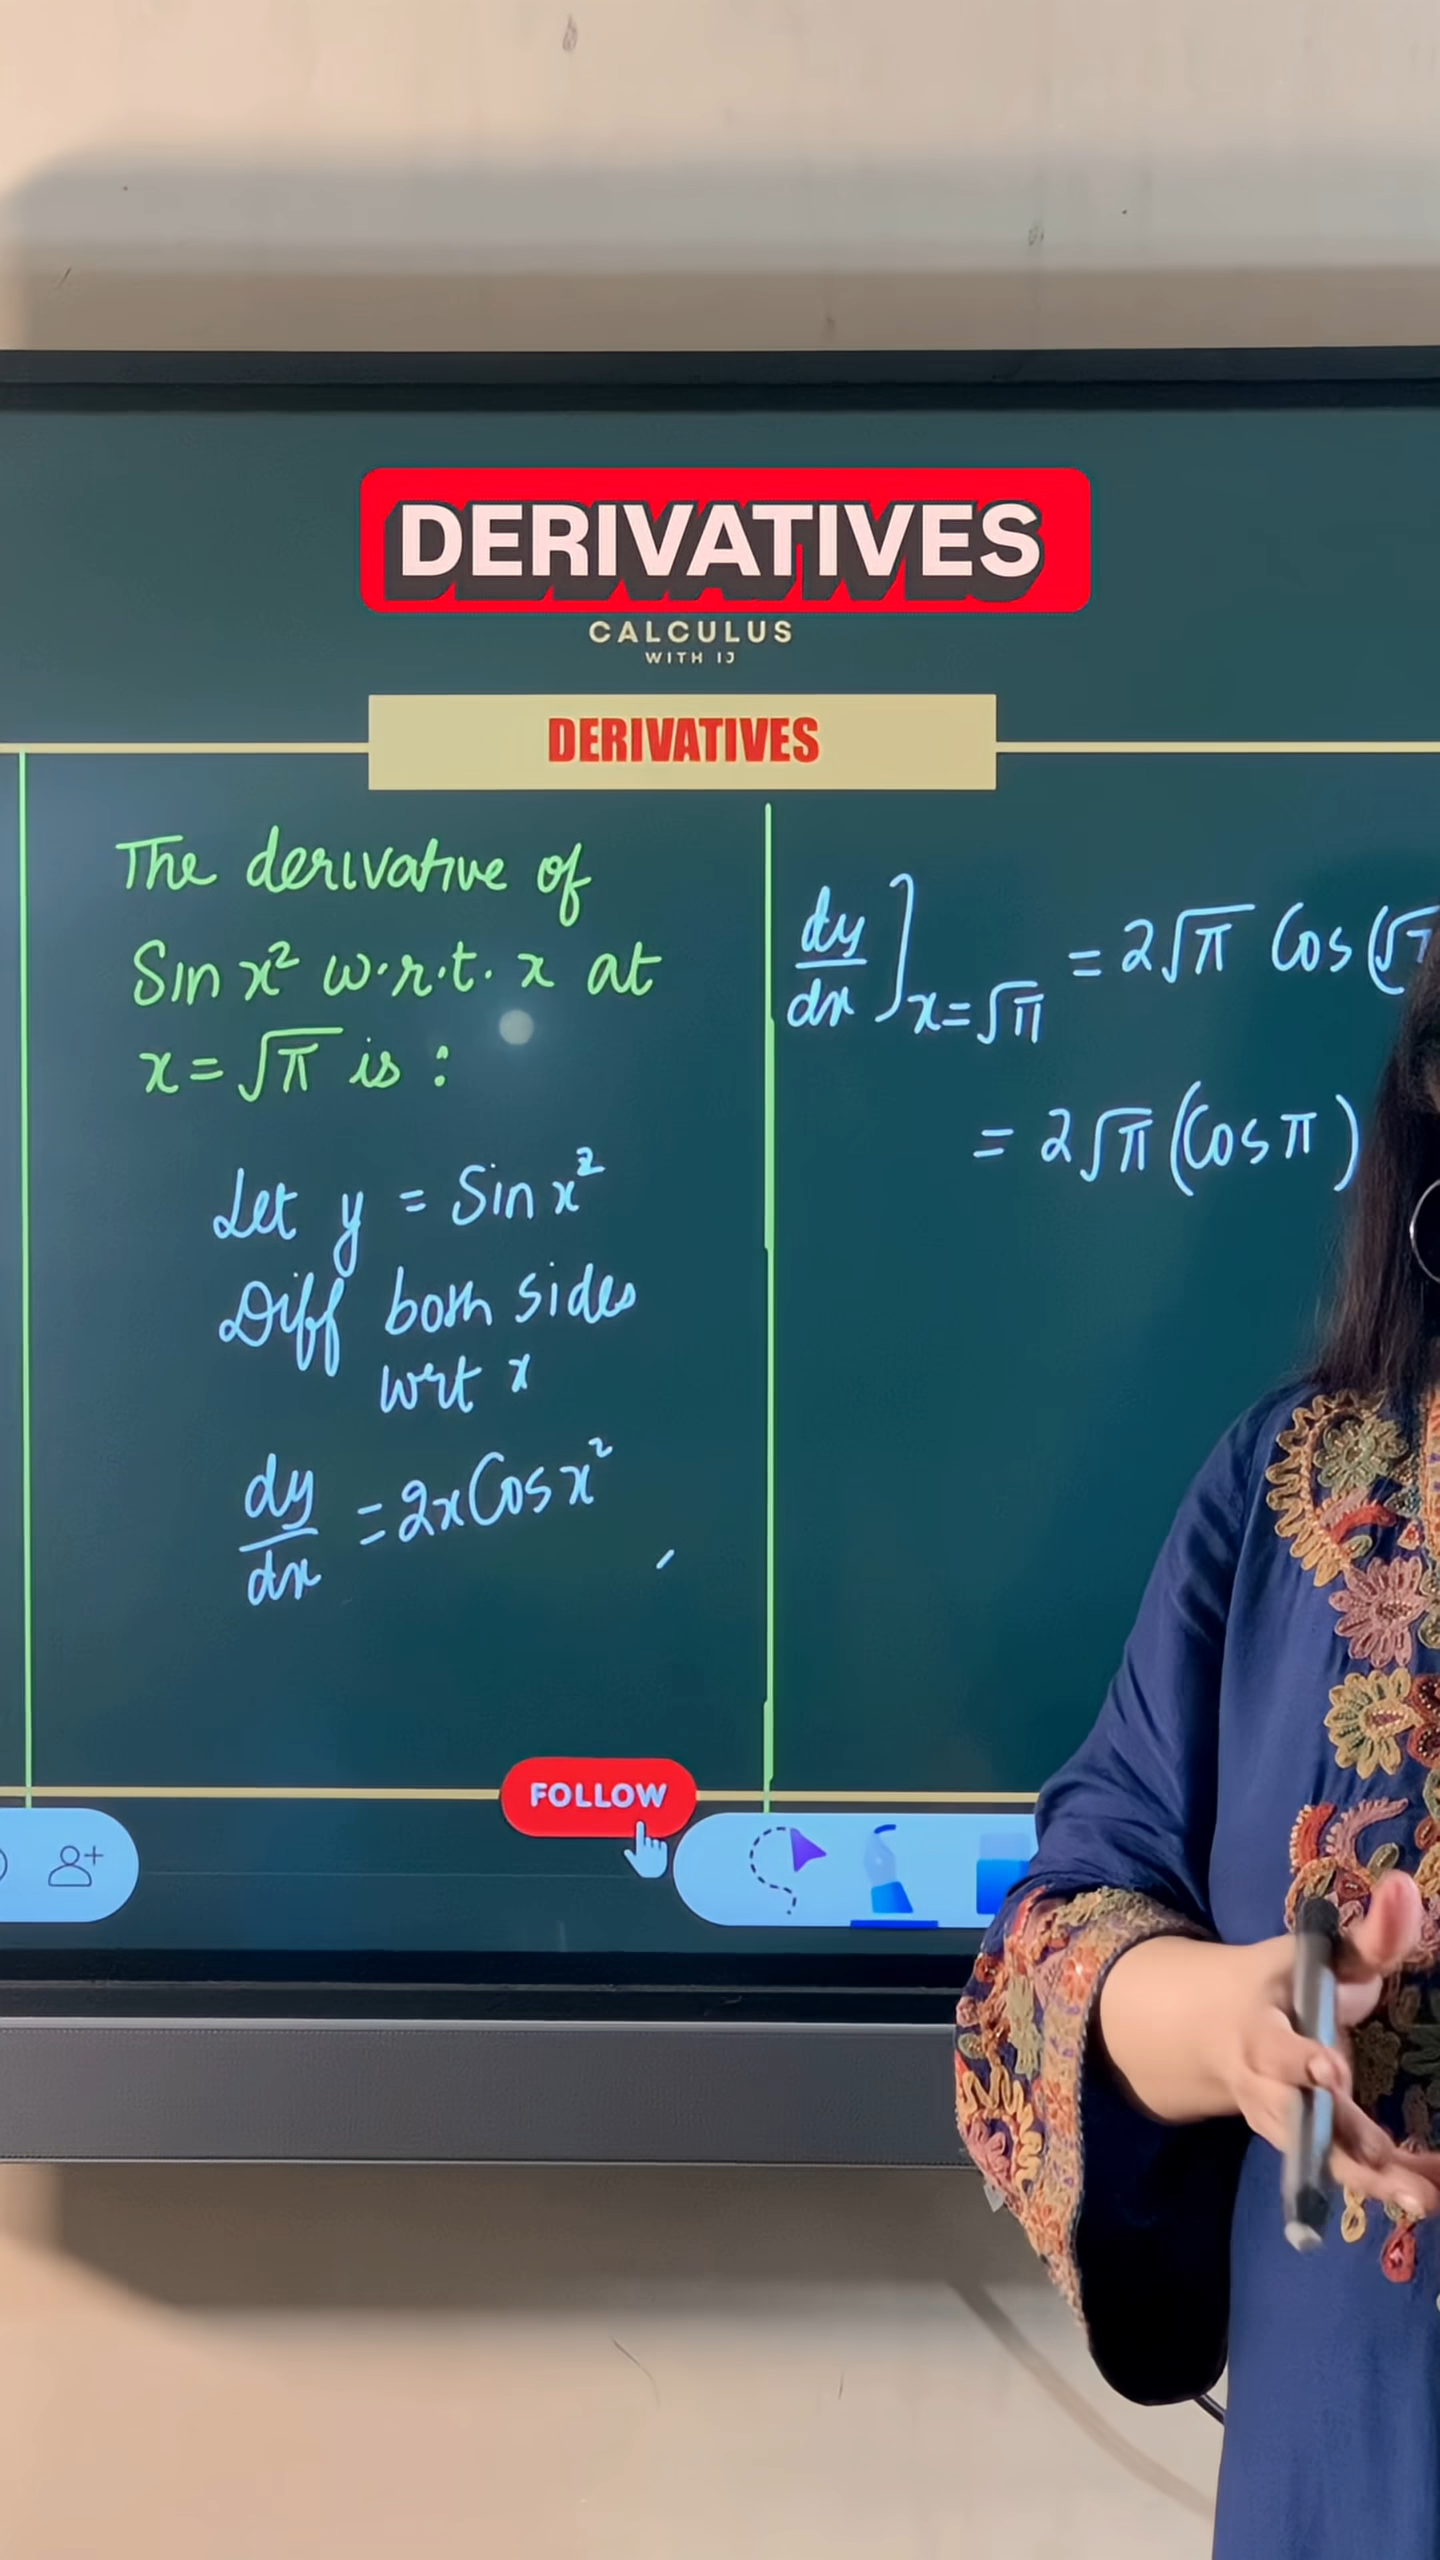 DERIVATIVES
CALCULUS
WITH IJ
DERIVATIVES
The derivative of
Sin x² w.r.t. x at
x = √π is :
Let y = Sin x²
Diff both sides
wrt x
dy/dx = 2x Cos x²
dy/dx]x=√π = 2√π Cos (√
= 2√π (Cos π)
FOLLOW